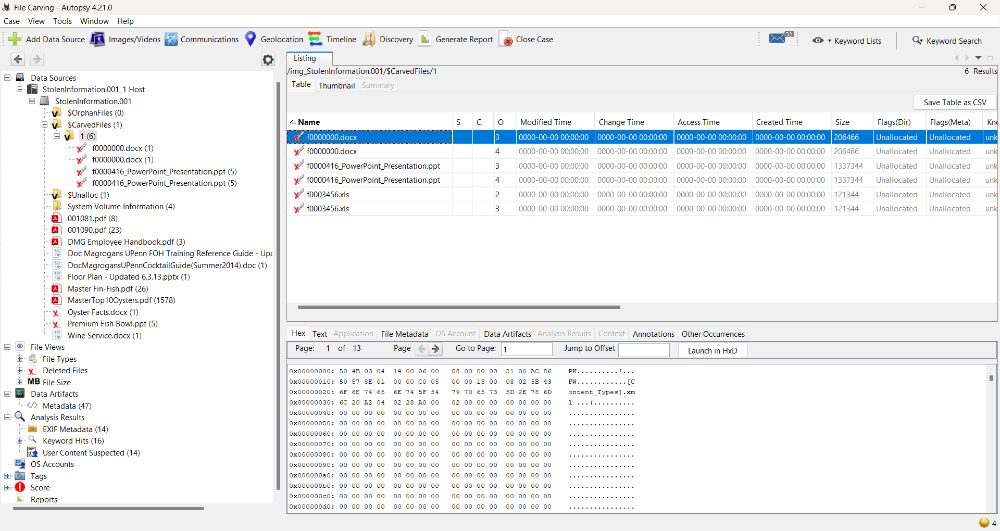 File Carving - Autopsy 4.21.0
Case View Tools Window Help
Add Data Source Images/Videos Communications Geolocation Timeline Discovery Generate Report Close Case 32 Keyword Lists Keyword Search
Data Sources
StolenInformation.001_1 Host
StolenInformation.001
$OrphanFiles (0)
$CarvedFiles (1)
1 (6)
f0000000.docx (1)
f0000000.docx (1)
f0000416_PowerPoint_Presentation.ppt (5)
f0000416_PowerPoint_Presentation.ppt (5)
$Unalloc (1)
System Volume Information (4)
001081.pdf (8)
001090.pdf (23)
DMG Employee Handbook.pdf (3)
Doc Magrogans UPenn FOH Training Reference Guide - Upd
DocMagrogansUPennCocktailGuide(Summer2014).doc (1)
Floor Plan - Updated 6.3.13.pptx (1)
Master Fin-Fish.pdf (26)
MasterTop10Oysters.pdf (1578)
Oyster Facts.docx (1)
Premium Fish Bowl.ppt (5)
Wine Service.docx (1)
File Views
File Types
Deleted Files
MB File Size
Data Artifacts
Metadata (47)
Analysis Results
EXIF Metadata (14)
Keyword Hits (16)
User Content Suspected (14)
OS Accounts
Tags
Score
Reports
Listing
/img_StolenInformation.001/$CarvedFiles/1
6 Results
Table Thumbnail Summary
Save Table as CSV
Name S C O Modified Time Change Time Access Time Created Time Size Flags(Dir) Flags(Meta) Kno
f0000000.docx 3 0000-00-00 00:00:00 0000-00-00 00:00:00 0000-00-00 00:00:00 0000-00-00 00:00:00 206466 Unallocated Unallocated unk
f0000000.docx 4 0000-00-00 00:00:00 0000-00-00 00:00:00 0000-00-00 00:00:00 0000-00-00 00:00:00 206466 Unallocated Unallocated unk
f0000416_PowerPoint_Presentation.ppt 3 0000-00-00 00:00:00 0000-00-00 00:00:00 0000-00-00 00:00:00 0000-00-00 00:00:00 1337344 Unallocated Unallocated unk
f0000416_PowerPoint_Presentation.ppt 4 0000-00-00 00:00:00 0000-00-00 00:00:00 0000-00-00 00:00:00 0000-00-00 00:00:00 1337344 Unallocated Unallocated unk
f0003456.xls 2 0000-00-00 00:00:00 0000-00-00 00:00:00 0000-00-00 00:00:00 0000-00-00 00:00:00 121344 Unallocated Unallocated unk
f0003456.xls 3 0000-00-00 00:00:00 0000-00-00 00:00:00 0000-00-00 00:00:00 0000-00-00 00:00:00 121344 Unallocated Unallocated unk
Hex Text Application File Metadata OS Account Data Artifacts Analysis Results Context Annotations Other Occurrences
Page: 1 of 13 Page Go to Page: 1 Jump to Offset Launch in HxD
0x00000000: 50 4B 03 04 14 00 06 00 08 00 00 00 21 00 AC 86 PK..........!...
0x00000010: 50 57 8E 01 00 00 C0 05 00 00 13 00 08 02 5B 43 PW............[C
0x00000020: 6F 6E 74 65 6E 74 5F 54 79 70 65 73 5D 2E 78 6D ontent_Types].xm
0x00000030: 6C 20 A2 04 02 28 A0 00 02 00 00 00 00 00 00 00 l ...(..........
0x00000040: 00 00 00 00 00 00 00 00 00 00 00 00 00 00 00 00 ................
0x00000050: 00 00 00 00 00 00 00 00 00 00 00 00 00 00 00 00 ................
0x00000060: 00 00 00 00 00 00 00 00 00 00 00 00 00 00 00 00 ................
0x00000070: 00 00 00 00 00 00 00 00 00 00 00 00 00 00 00 00 ................
0x00000080: 00 00 00 00 00 00 00 00 00 00 00 00 00 00 00 00 ................
0x00000090: 00 00 00 00 00 00 00 00 00 00 00 00 00 00 00 00 ................
0x000000a0: 00 00 00 00 00 00 00 00 00 00 00 00 00 00 00 00 ................
0x000000b0: 00 00 00 00 00 00 00 00 00 00 00 00 00 00 00 00 ................
0x000000c0: 00 00 00 00 00 00 00 00 00 00 00 00 00 00 00 00 ................
0x000000d0: 00 00 00 00 00 00 00 00 00 00 00 00 00 00 00 00 ................
4